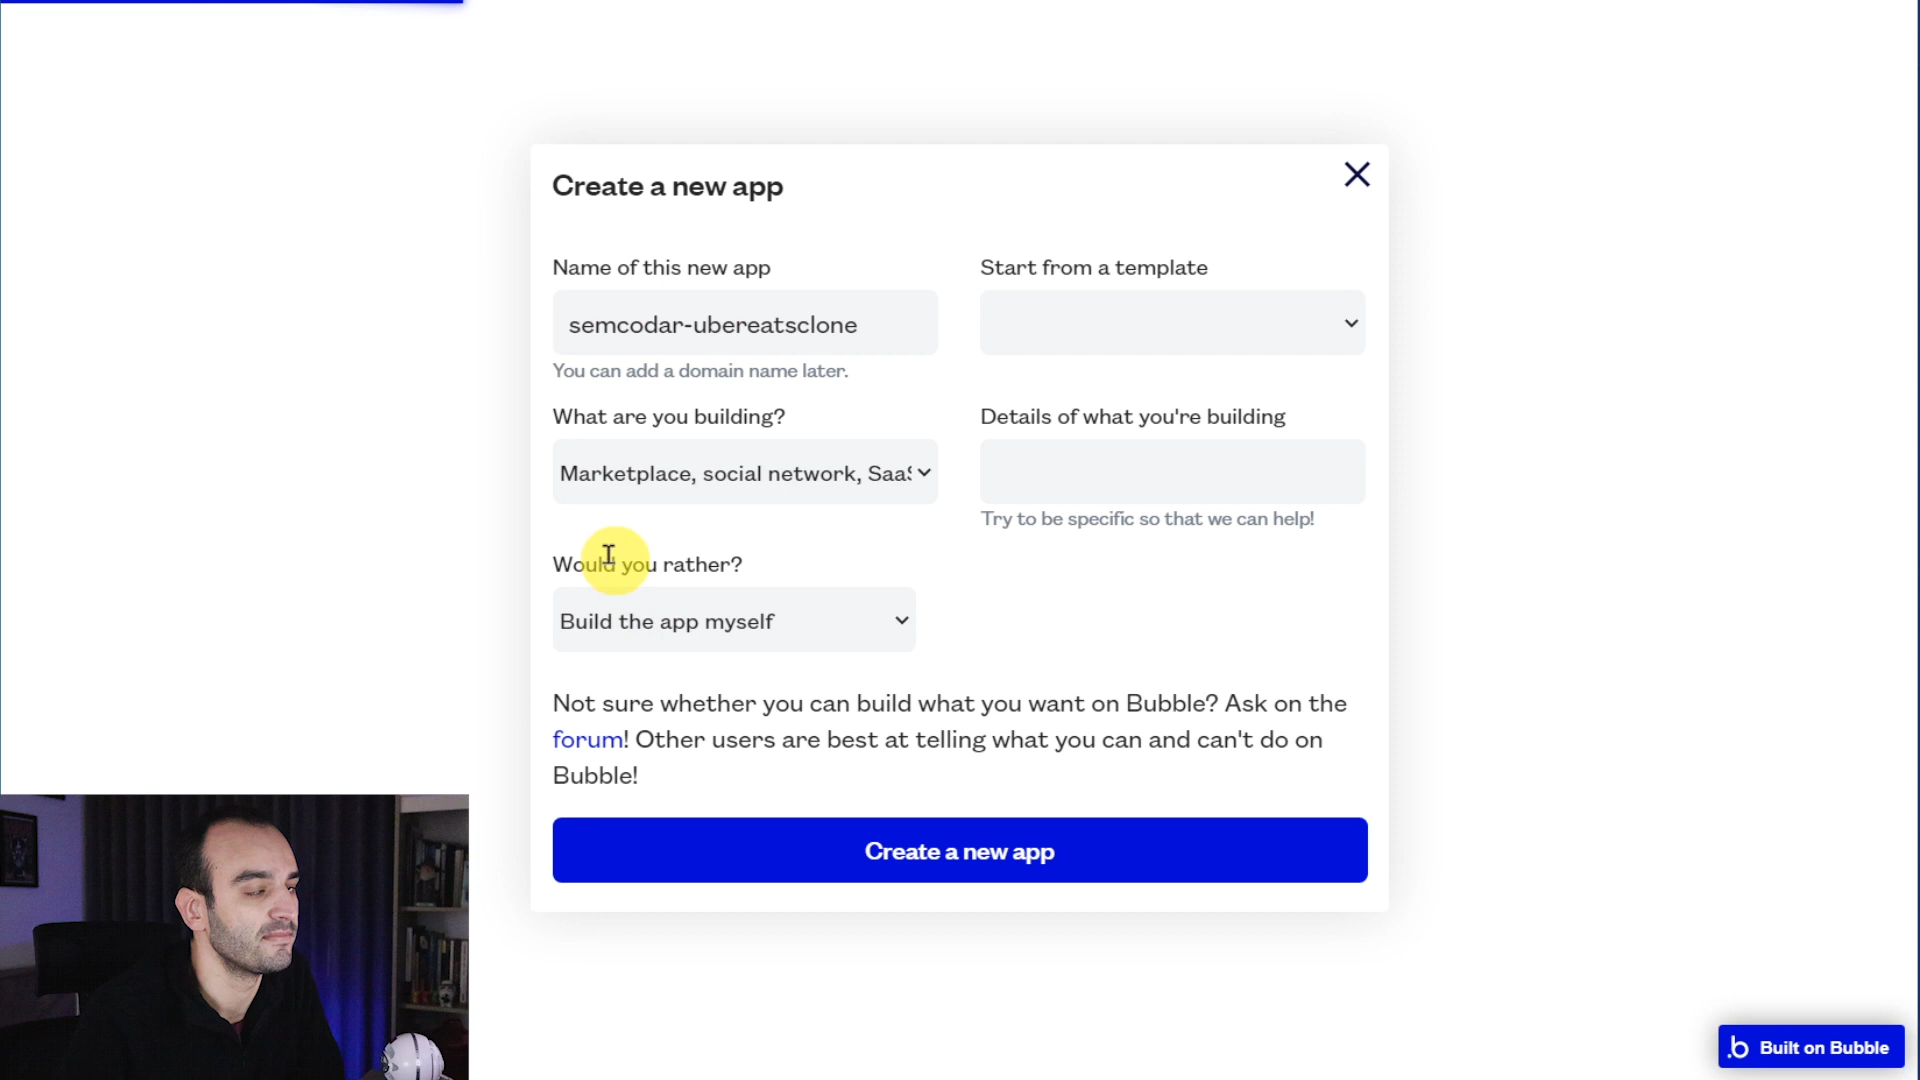 Create a new app
Name of this new app
Start from a template
semcodar-ubereatsclone
You can add a domain name later.
What are you building?
Details of what you're building
Marketplace, social network, SaaS
Try to be specific so that we can help!
Would you rather?
Build the app myself
Not sure whether you can build what you want on Bubble? Ask on the
forum! Other users are best at telling what you can and can't do on
Bubble!
Create a new app
.b Built on Bubble